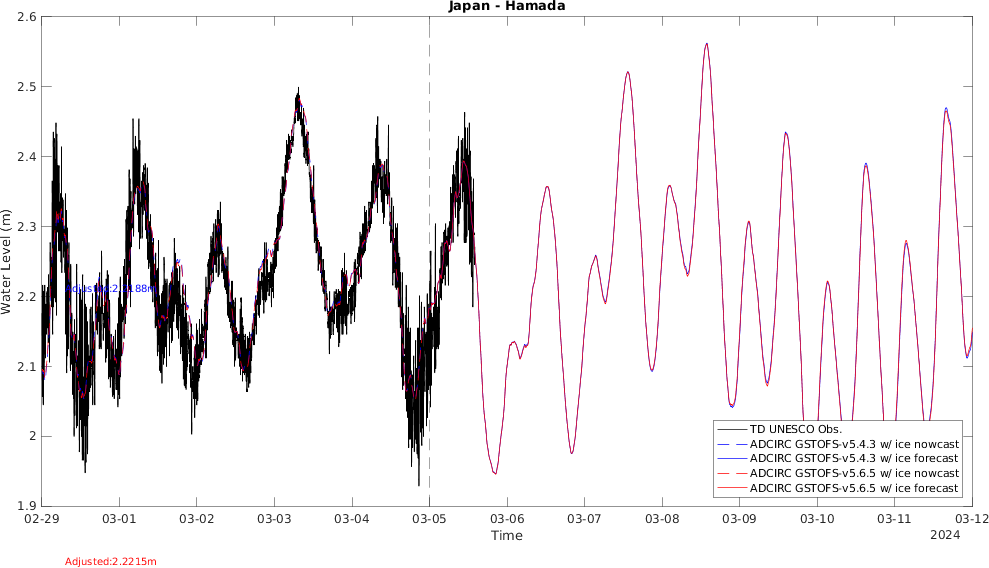 Japan - Hamada
2.6
2.5
2.4
2.3
2.2
2.1
2
1.9
Water Level (m)
TD UNESCO Obs.
ADCIRC GSTOFS-v5.4.3 w/ ice nowcast
ADCIRC GSTOFS-v5.4.3 w/ ice forecast
ADCIRC GSTOFS-v5.6.5 w/ ice nowcast
ADCIRC GSTOFS-v5.6.5 w/ ice forecast
02-29 03-01 03-02 03-03 03-04 03-05 03-06 03-07 03-08 03-09 03-10 03-11 03-12
Time
2024
Adjusted:2.2215m